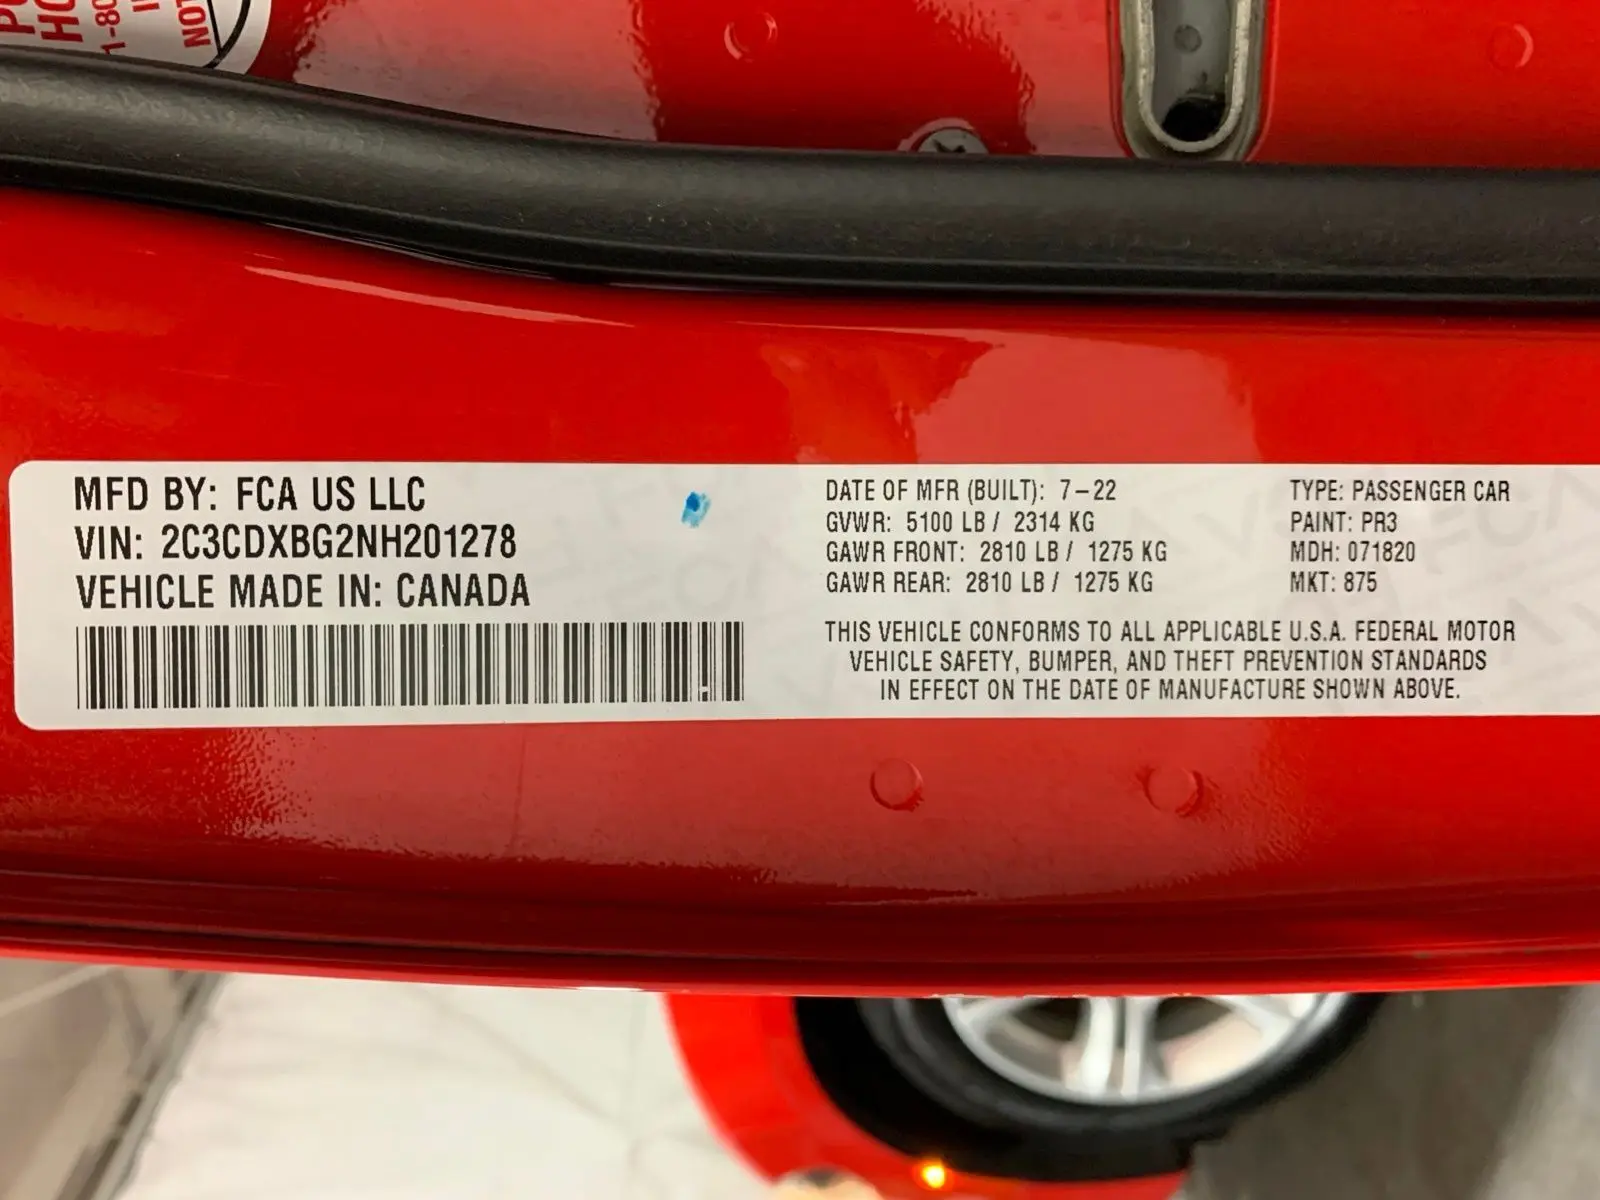 1-80
NOT
MFD BY: FCA US LLC
VIN: 2C3CDXBG2NH201278
VEHICLE MADE IN: CANADA
DATE OF MFR (BUILT): 7-22
GVWR: 5100 LB / 2314 KG
GAWR FRONT: 2810 LB / 1275 KG
GAWR REAR: 2810 LB / 1275 KG
TYPE: PASSENGER CAR
PAINT: PR3
MDH: 071820
MKT: 875
THIS VEHICLE CONFORMS TO ALL APPLICABLE U.S.A. FEDERAL MOTOR
VEHICLE SAFETY, BUMPER, AND THEFT PREVENTION STANDARDS
IN EFFECT ON THE DATE OF MANUFACTURE SHOWN ABOVE.